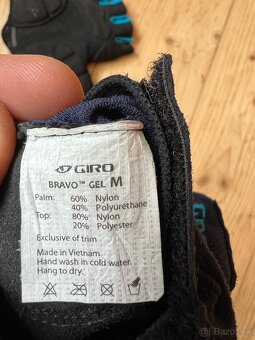 GIRO
BRAVO™ GEL M
Palm: 60% Nylon
40% Polyurethane
Top: 80% Nylon
20% Polyester
Exclusive of trim
Made in Vietnam
Hand wash in cold water.
Hang to dry.